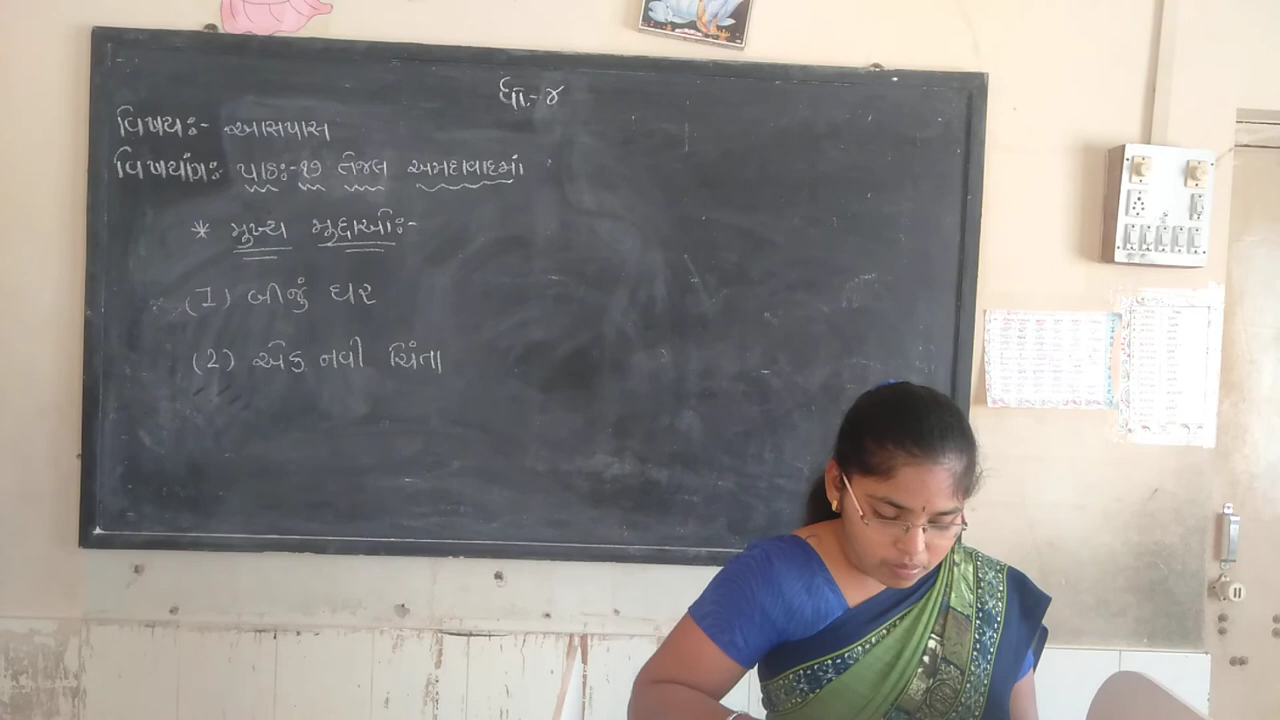 ધો.-૪
વિષય:- આસપાસ
વિષયાંગ: પાઠ:-૧૭ તેજલ અમદાવાદમાં
* મુખ્ય મુદ્દાઓ:-
(1) બીજું ઘર
(2) એક નવી ચિંતા